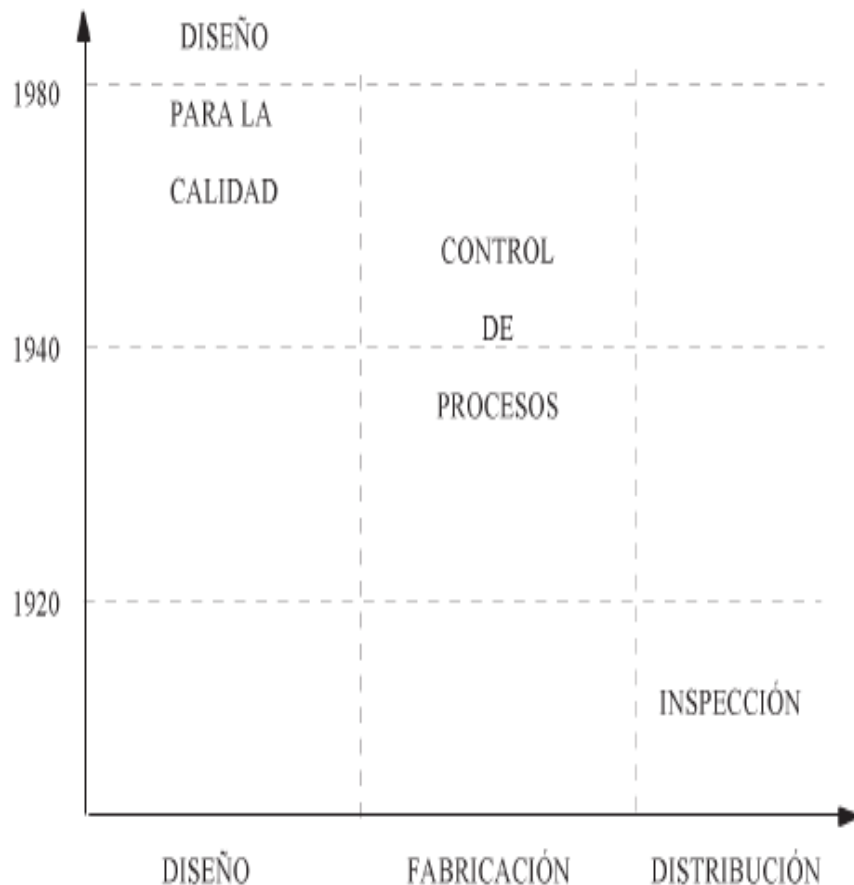 DISEÑO
1980
PARA LA
CALIDAD
CONTROL
DE
1940
PROCESOS
1920
INSPECCIÓN
DISEÑO FABRICACIÓN DISTRIBUCIÓN